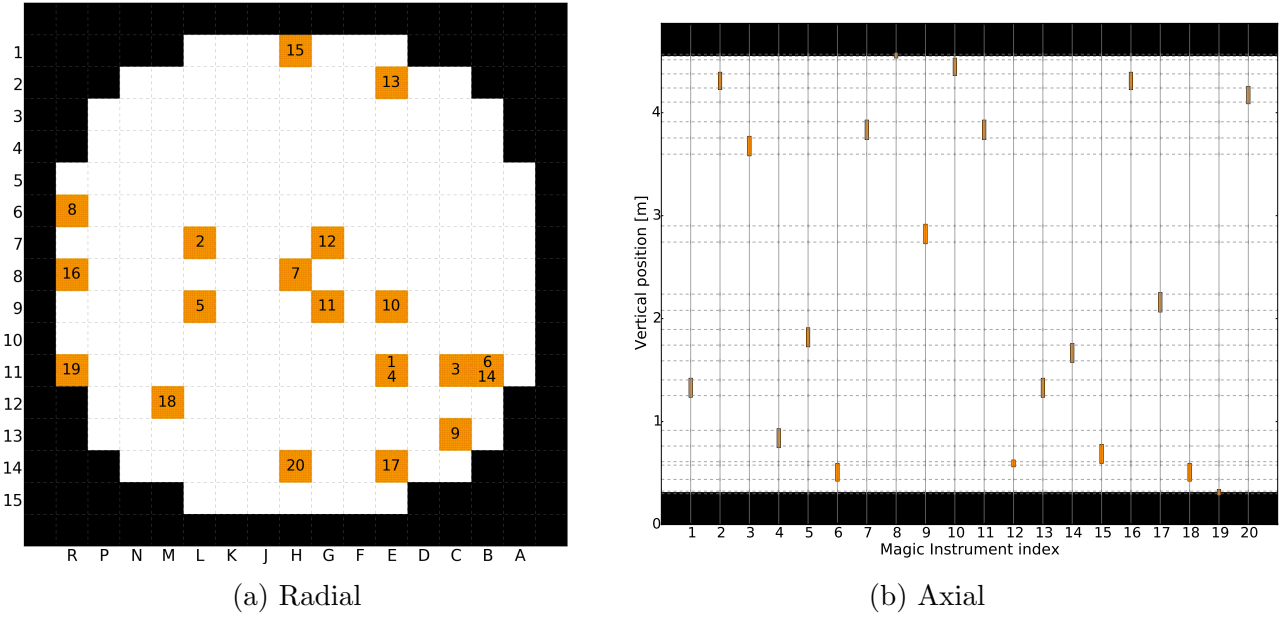 1 15
2 13
3
4
5
6 8
7 2 12
8 16 7
9 5 11 10
10
11 19 1 4 3 6 14
12 18
13 9
14 20 17
15
R P N M L K J H G F E D C B A
(a) Radial
Vertical position [m]
4
3
2
1
0
1 2 3 4 5 6 7 8 9 10 11 12 13 14 15 16 17 18 19 20
Magic Instrument index
(b) Axial